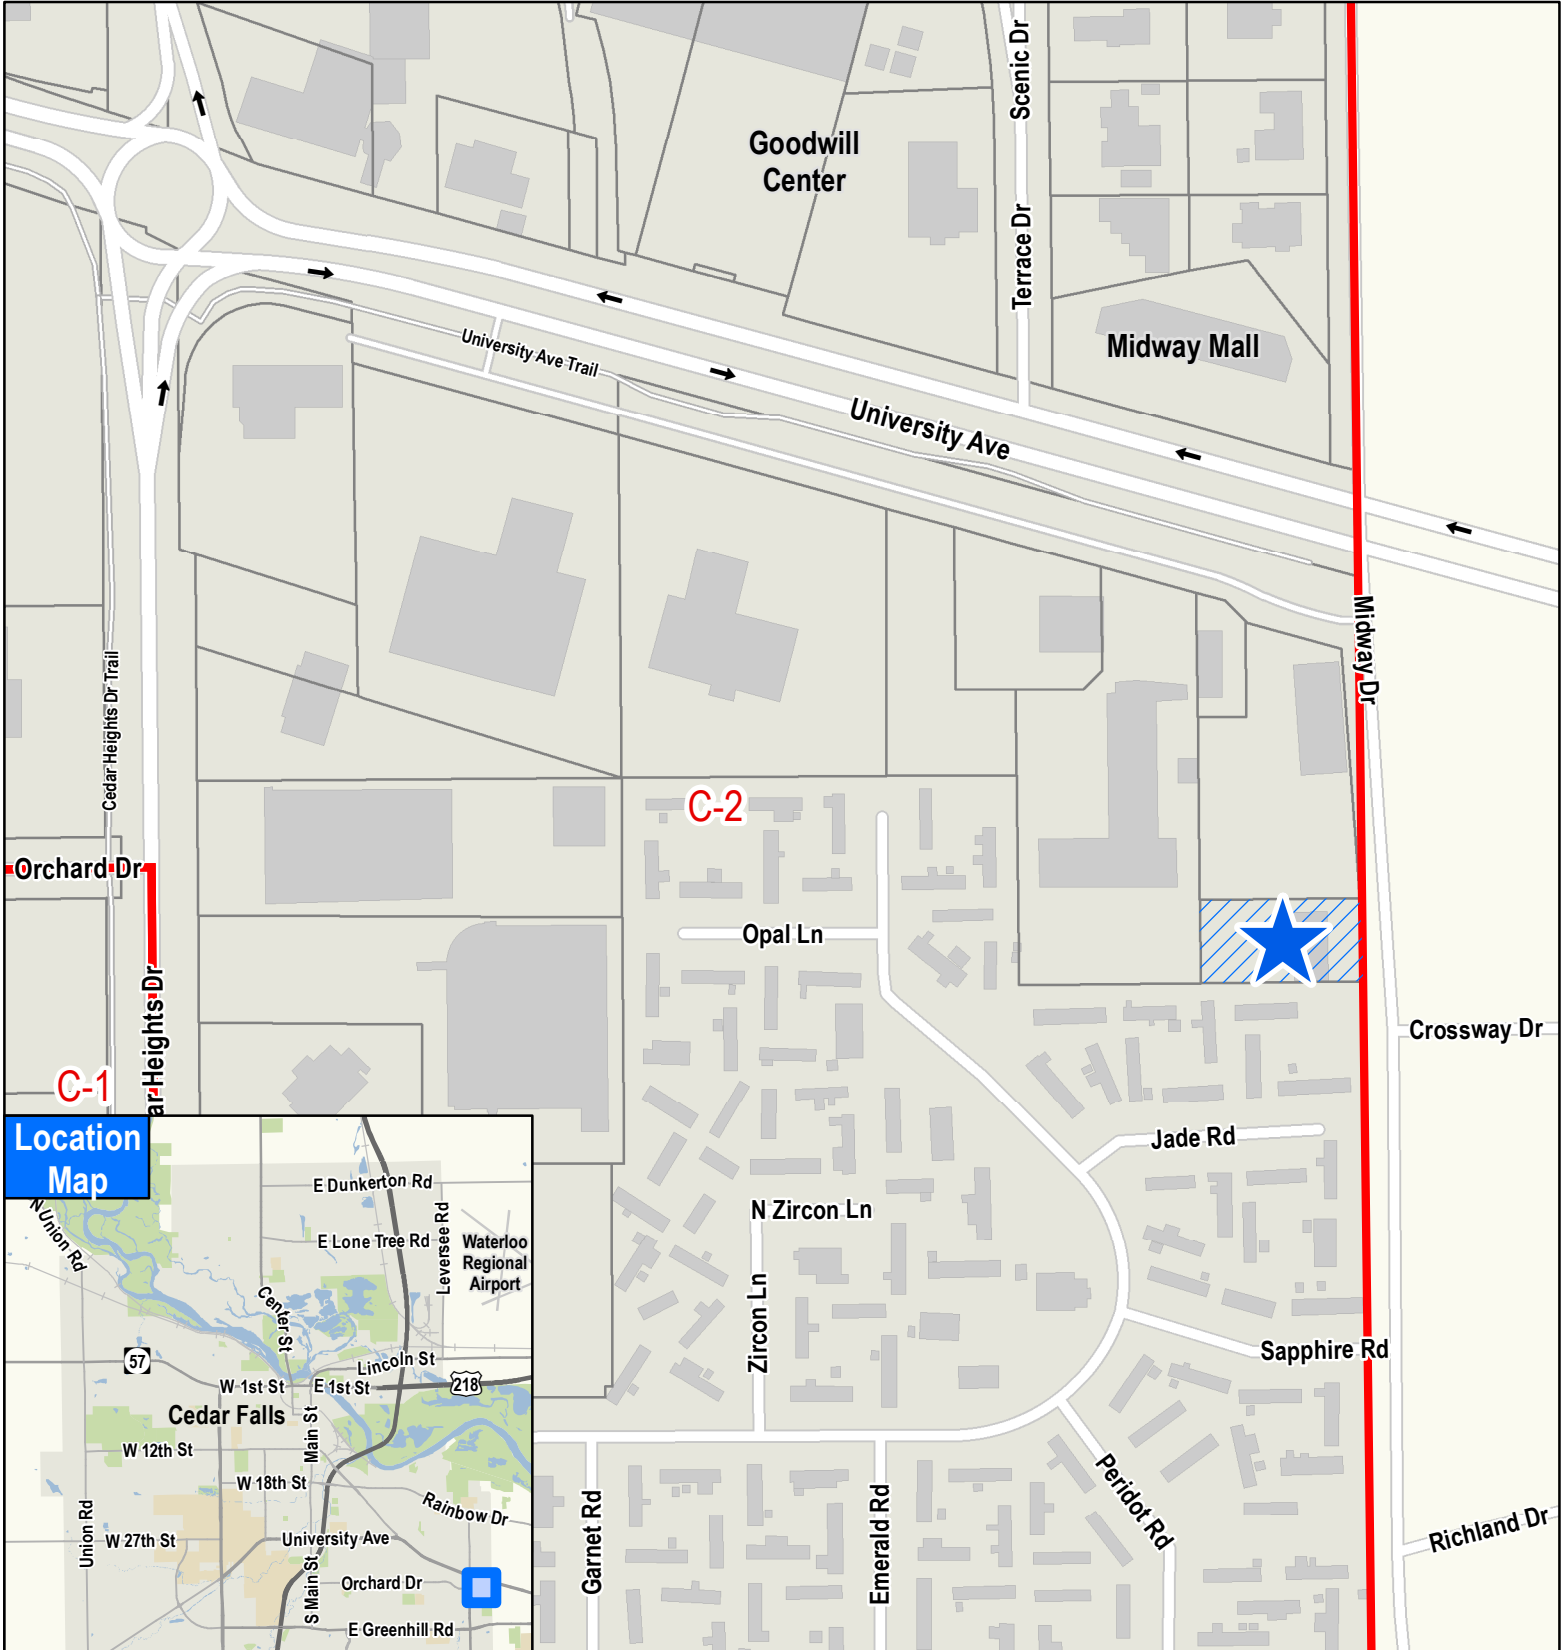 Scenic Dr
Goodwill
Center
Terrace Dr
Midway Mall
University Ave Trail
University Ave
Midway Dr
Cedar Heights Dr Trail
C-2
Orchard Dr
Opal Ln
ar Heights Dr
Crossway Dr
C-1
Jade Rd
N Zircon Ln
Zircon Ln
Sapphire Rd
Peridot Rd
Garnet Rd
Emerald Rd
Richland Dr
Location
Map
E Dunkerton Rd
N Union Rd
E Lone Tree Rd
Leversee Rd
Waterloo
Regional
Airport
Center St
57
Lincoln St
W 1st St
E 1st St
218
Cedar Falls
Main St
W 12th St
W 18th St
Rainbow Dr
Union Rd
W 27th St
University Ave
S Main St
Orchard Dr
E Greenhill Rd